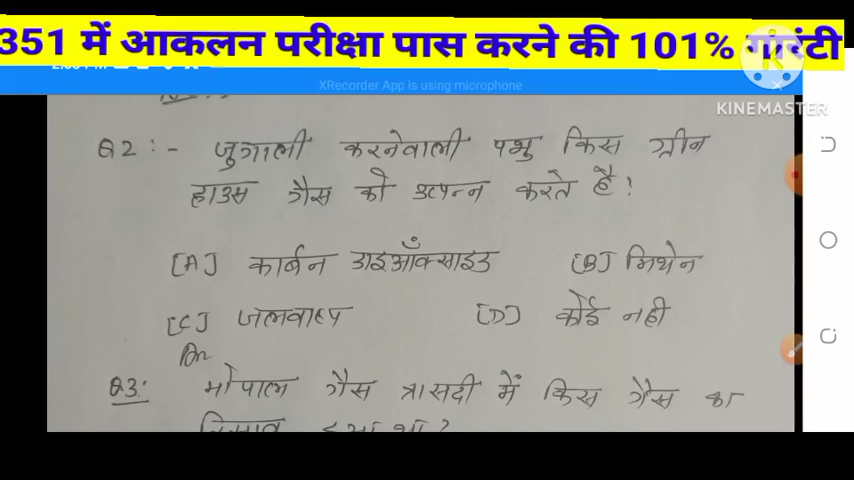 351 में आकलन परीक्षा पास करने की 101% गारंटी
XRecorder App is using microphone
KINEMASTER
Q2:- जुगाली करनेवाली पशु किस ग्रीन
हाउस गैस को उत्पन्न करते है?
[A] कार्बन डाइऑक्साइड [B] मिथेन
[C] जलवाष्प [D] कोई नही
An
Q3: भोपाल गैस त्रासदी में किस गैस का